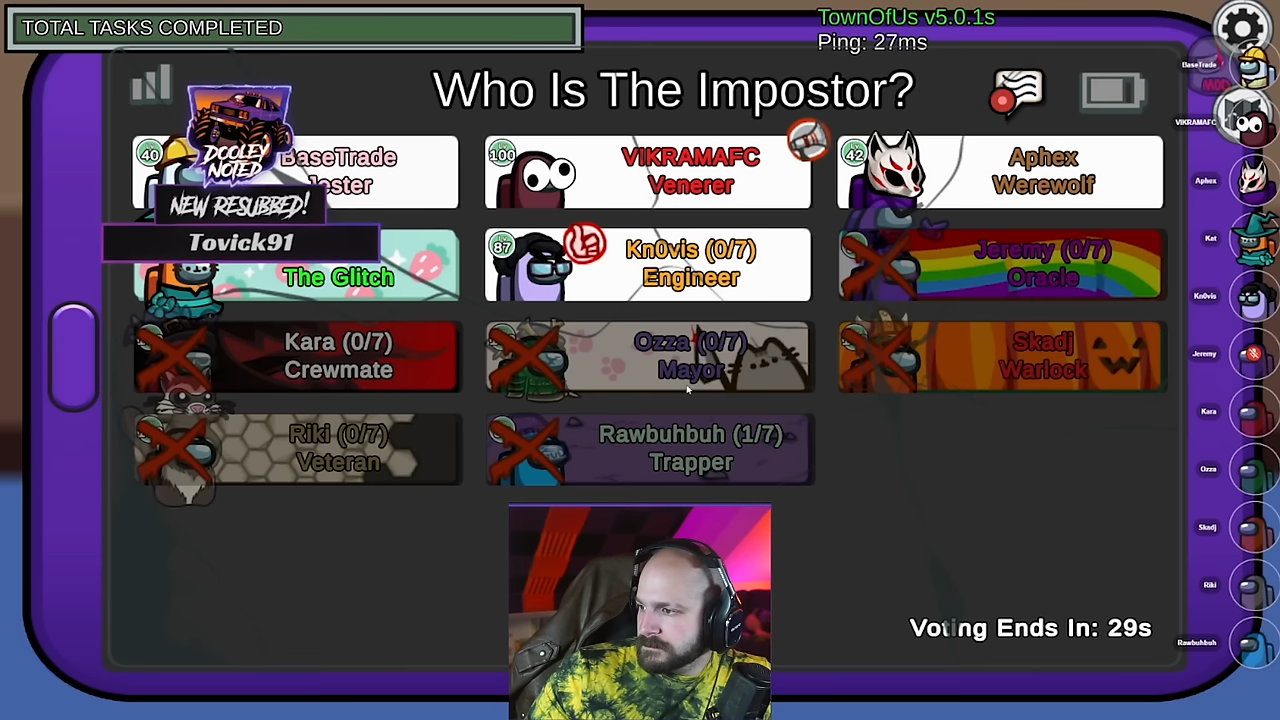 TOTAL TASKS COMPLETED
TownOfUs v5.0.1s
Ping: 27ms
Who Is The Impostor?
DOOLEY
NOTED
NEW RESUBBED!
Tovick91
40
BaseTrade
Jester
100
VIKRAMAFC
Venerer
42
Aphex
Werewolf
The Glitch
87
Kn0vis (0/7)
Engineer
Jeremy (0/7)
Oracle
Kara (0/7)
Crewmate
Ozza (0/7)
Mayor
Skadj
Warlock
Riki (0/7)
Veteran
Rawbuhbuh (1/7)
Trapper
Voting Ends In: 29s
BaseTrade
MOD
VIKRAMAFC
Aphex
Kat
Kn0vis
Jeremy
Kara
Ozza
Skadj
Riki
Rawbuhbuh